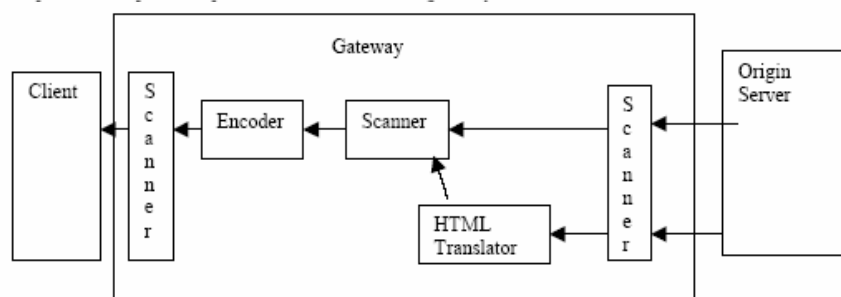 Gateway
Client
S
c
a
n
n
e
r
Encoder
Scanner
HTML
Translator
S
c
a
n
n
e
r
Origin
Server